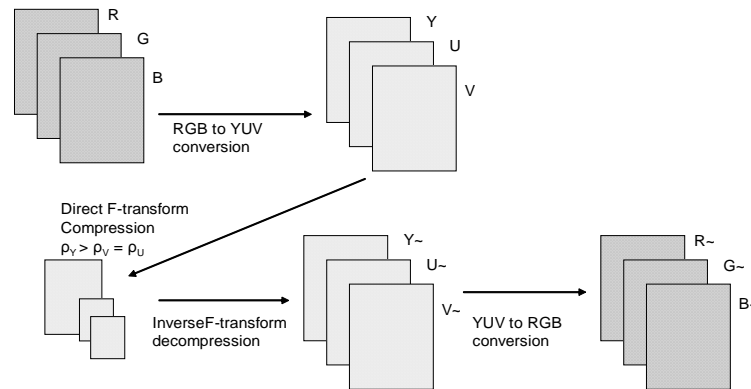 R
G
B
Y
U
V
RGB to YUV
conversion
Direct F-transform
Compression
ρY > ρV = ρU
Y~
U~
V~
InverseF-transform
decompression
R~
G~
B~
YUV to RGB
conversion